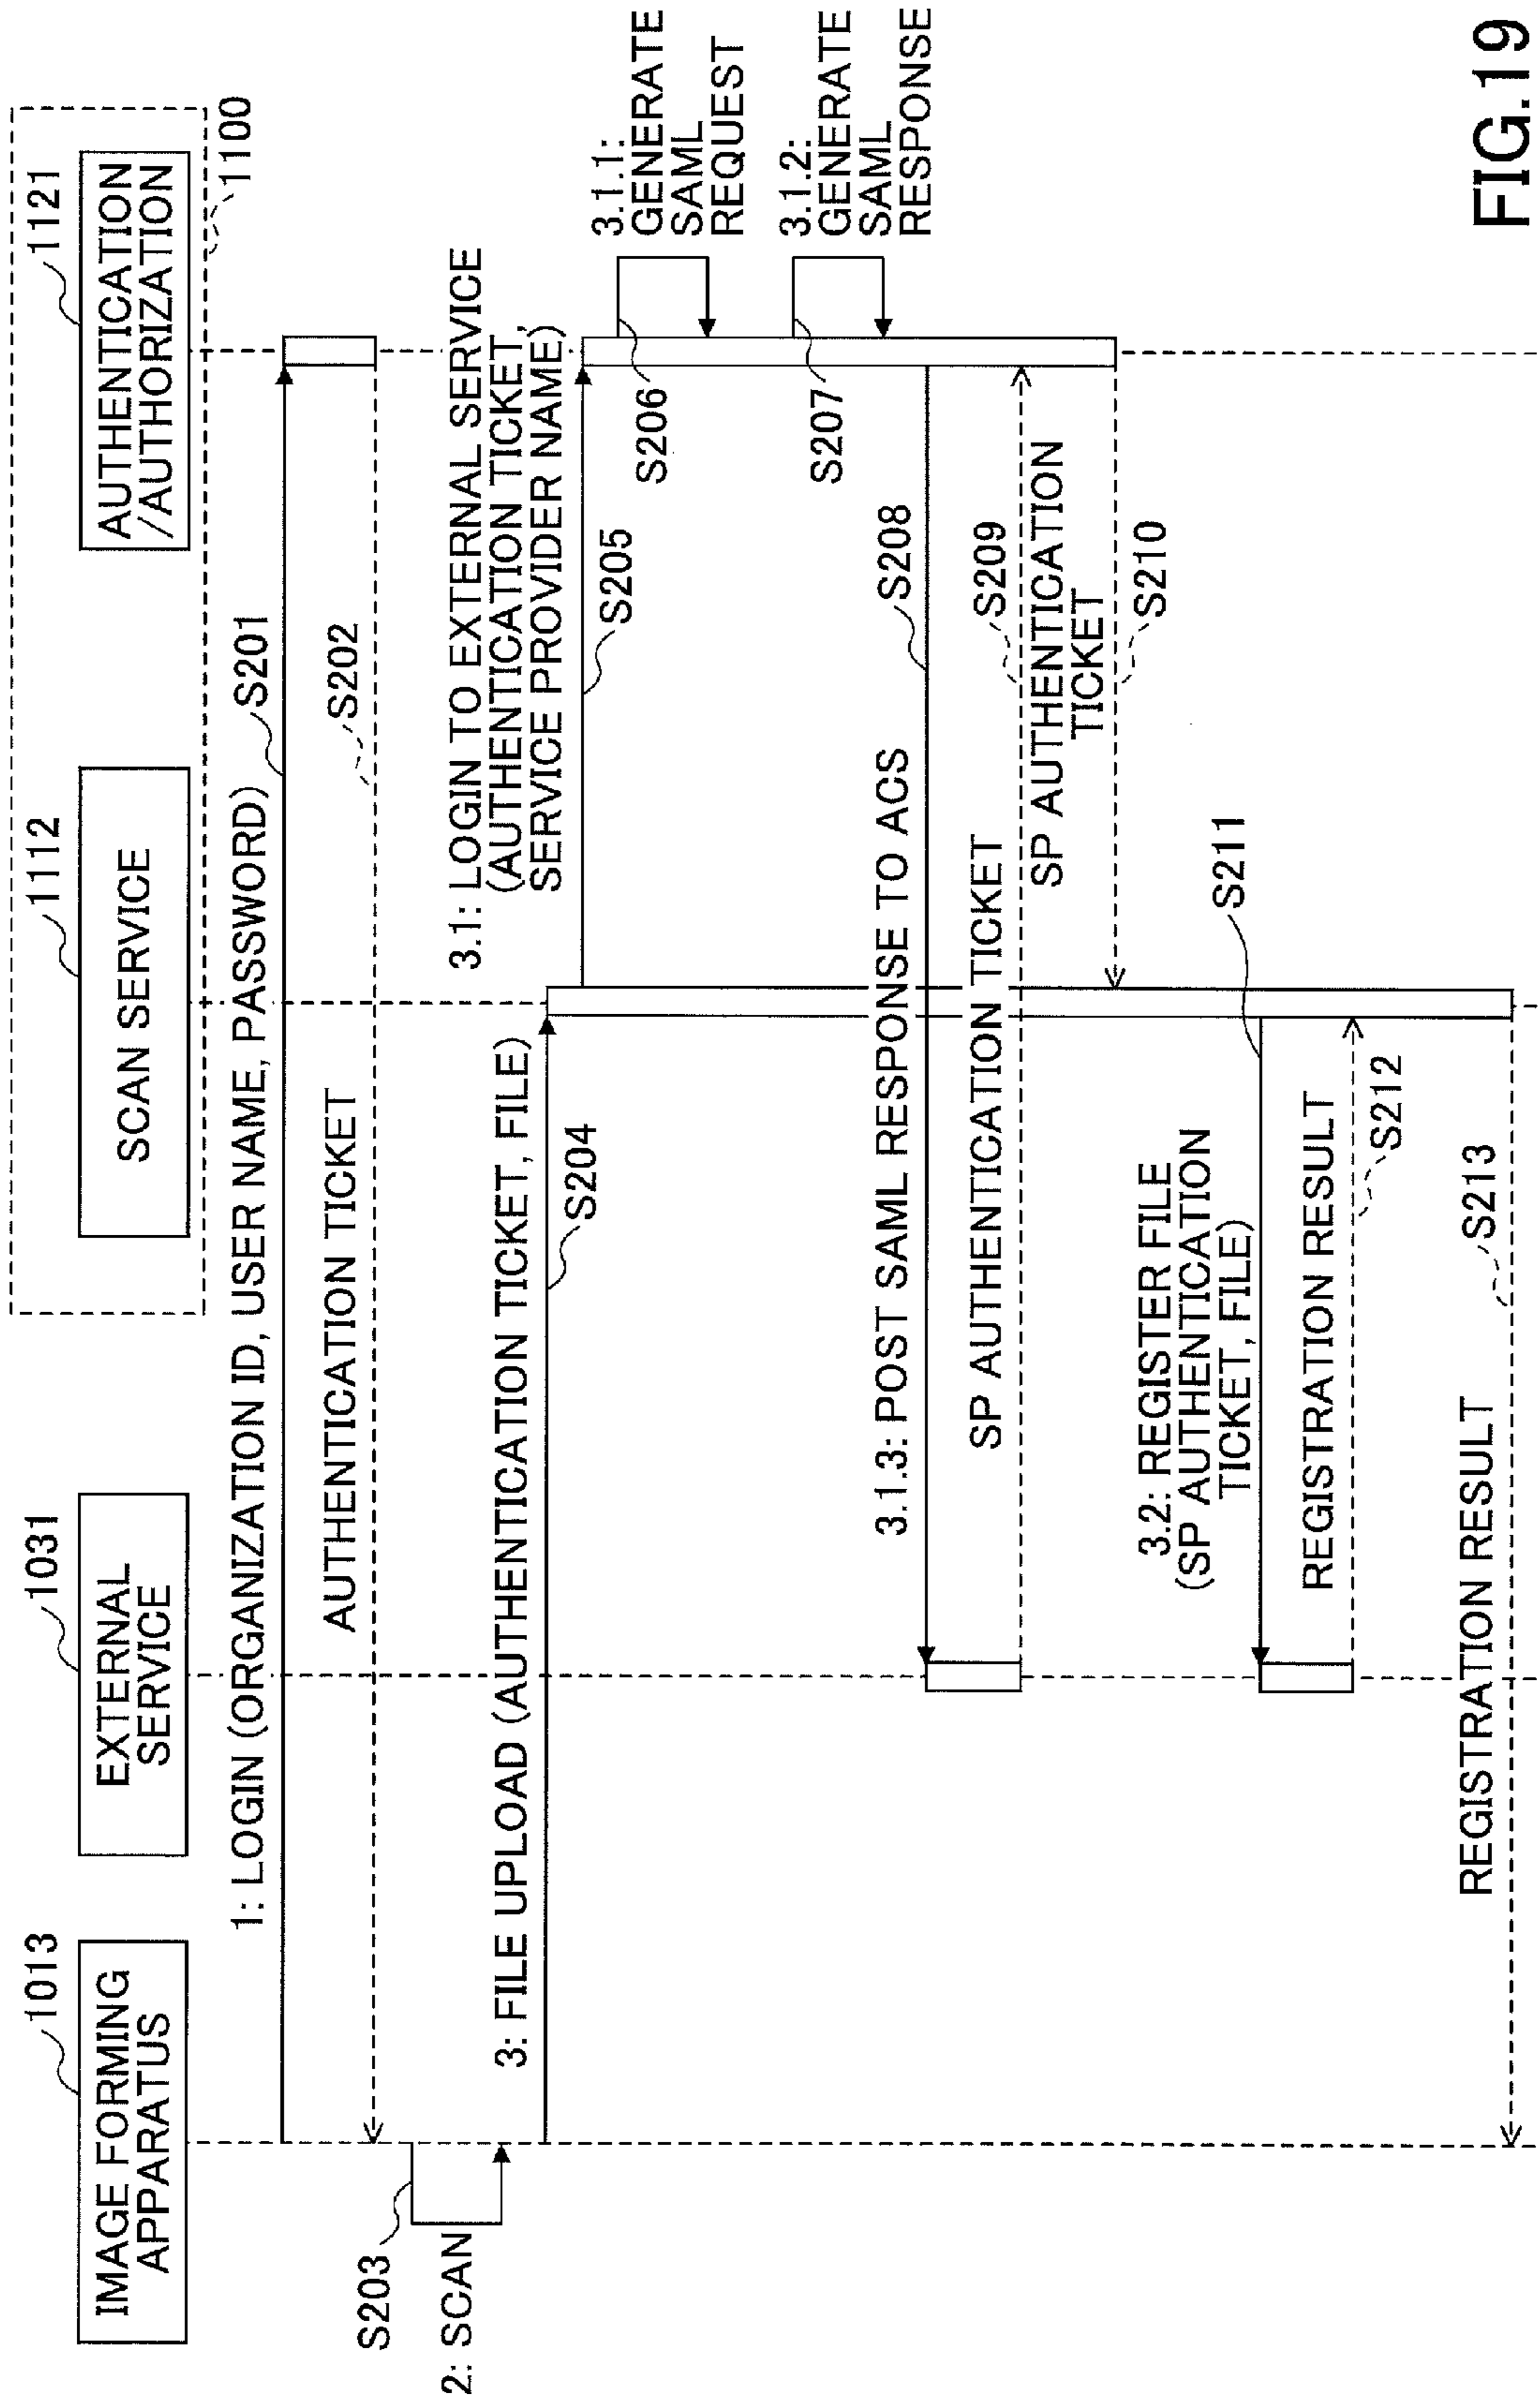 1013
IMAGE FORMING
APPARATUS
1031
EXTERNAL
SERVICE
1112
SCAN SERVICE
1121
AUTHENTICATION
/AUTHORIZATION
1100
1: LOGIN (ORGANIZATION ID, USER NAME, PASSWORD)
S201
AUTHENTICATION TICKET
S202
S203
2: SCAN
3: FILE UPLOAD (AUTHENTICATION TICKET, FILE)
S204
3.1: LOGIN TO EXTERNAL SERVICE
(AUTHENTICATION TICKET,
SERVICE PROVIDER NAME)
S205
3.1.1:
GENERATE
SAML
REQUEST
S206
3.1.2:
GENERATE
SAML
RESPONSE
S207
3.1.3: POST SAML RESPONSE TO ACS
S208
SP AUTHENTICATION TICKET
S209
SP AUTHENTICATION
TICKET
S210
3.2: REGISTER FILE
(SP AUTHENTICATION
TICKET, FILE)
S211
REGISTRATION RESULT
S212
REGISTRATION RESULT
S213
FIG.19